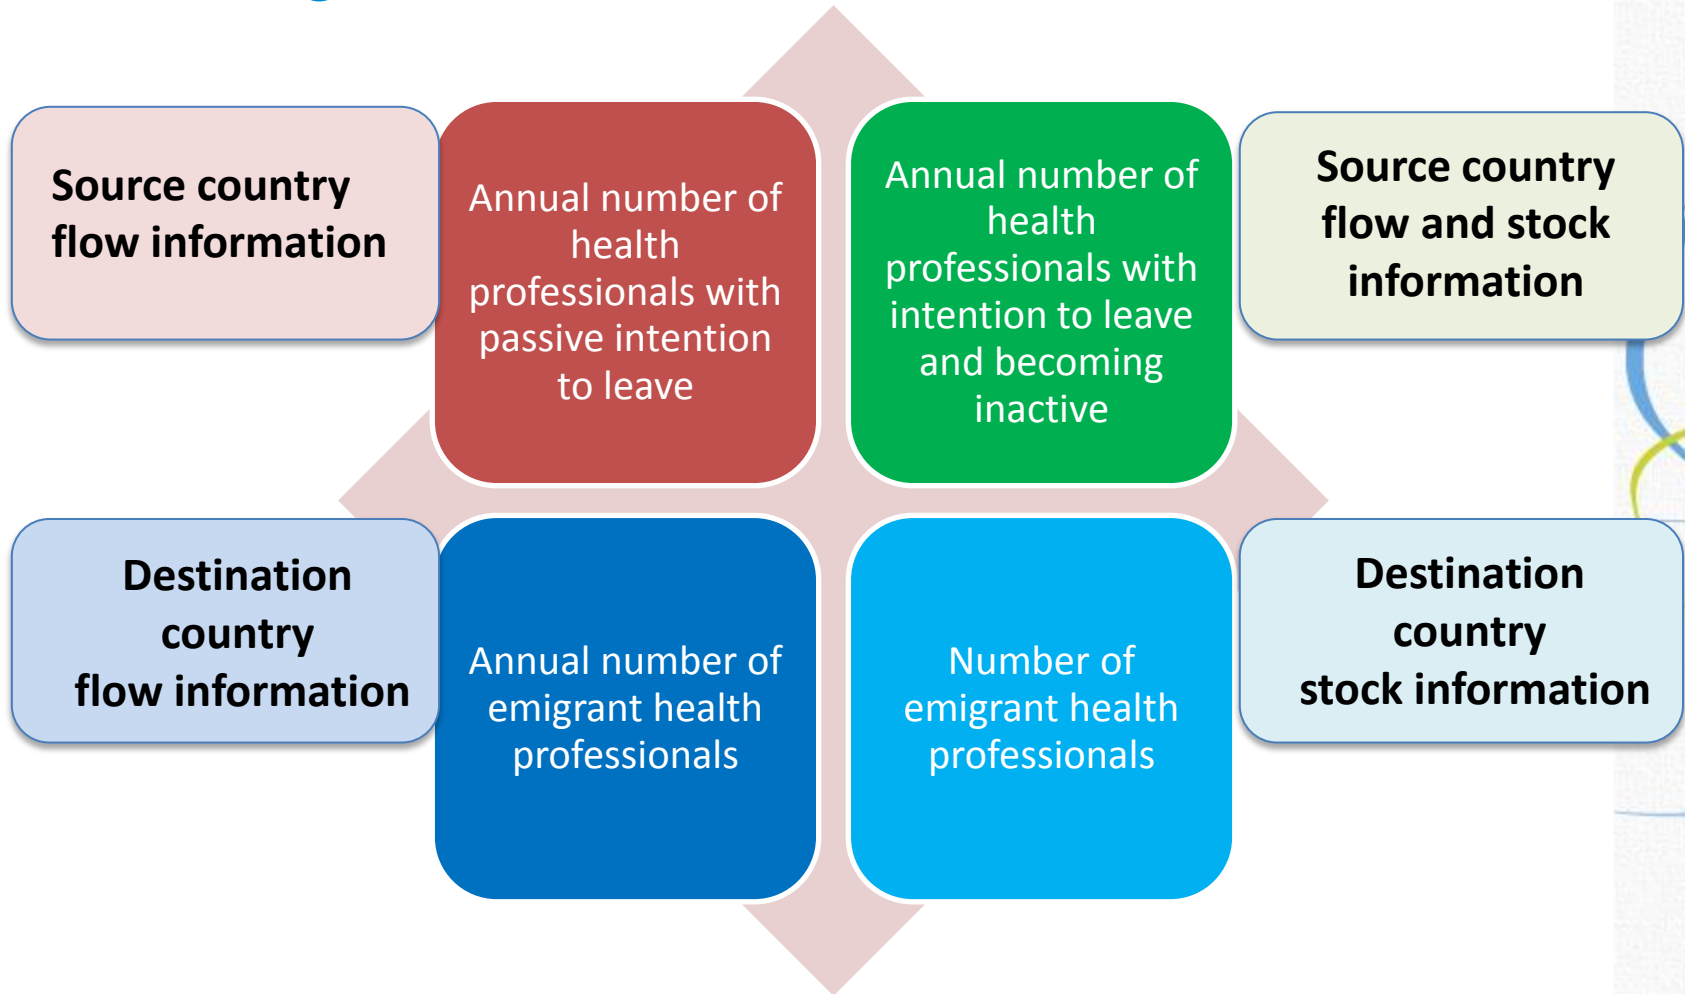 Source country
flow information
Annual number of
health
professionals with
passive intention
to leave
Annual number of
health
professionals with
intention to leave
and becoming
inactive
Source country
flow and stock
information
Destination
country
flow information
Annual number of
emigrant health
professionals
Number of
emigrant health
professionals
Destination
country
stock information